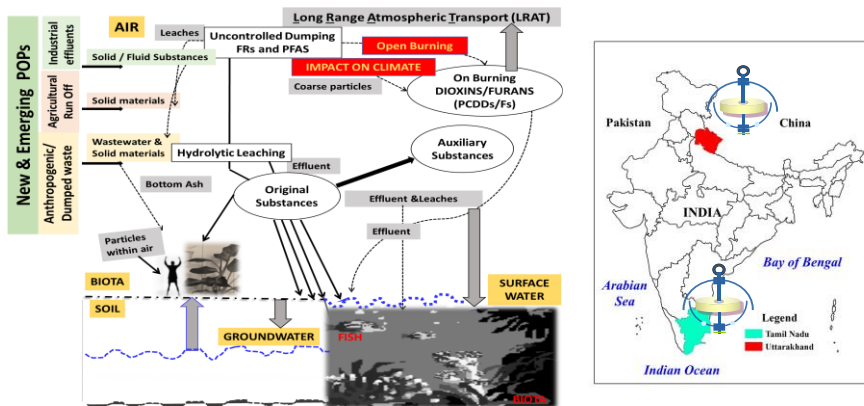 New & Emerging POPs
Industrial
effluents
Agricultural
Run Off
Anthropogenic/
Dumped waste
AIR
Leaches
Solid / Fluid Substances
Solid materials
Wastewater &
Solid materials
Uncontrolled Dumping
FRs and PFAS
Long Range Atmospheric Transport (LRAT)
Open Burning
IMPACT ON CLIMATE
Coarse particles
On Burning
DIOXINS/FURANS
(PCDDs/Fs)
Hydrolytic Leaching
Effluent
Auxiliary
Substances
Bottom Ash
Original
Substances
Effluent &Leaches
Effluent
Particles
within air
BIOTA
SOIL
GROUNDWATER
SURFACE
WATER
FISH
BIOTA
Pakistan
China
INDIA
Bay of Bengal
Arabian
Sea
Legend
Tamil Nadu
Uttarakhand
Indian Ocean